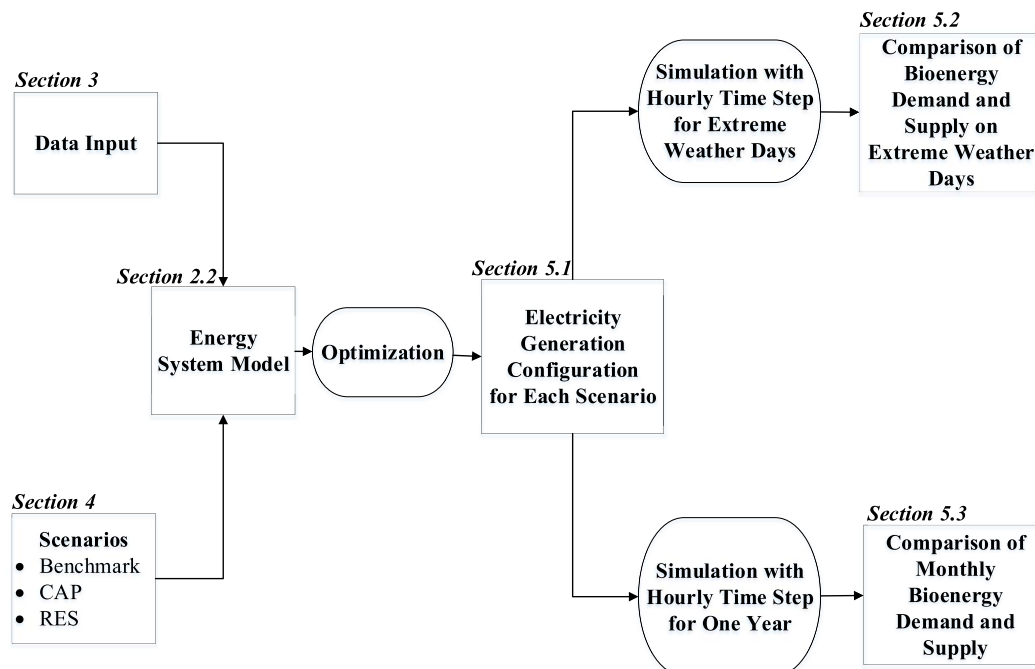 Section 3
Data Input
Section 4
Scenarios
• Benchmark
• CAP
• RES
Section 2.2
Energy
System Model
Optimization
Section 5.1
Electricity
Generation
Configuration
for Each Scenario
Simulation with
Hourly Time Step
for Extreme
Weather Days
Section 5.2
Comparison of
Bioenergy
Demand and
Supply on
Extreme Weather
Days
Simulation with
Hourly Time Step
for One Year
Section 5.3
Comparison of
Monthly
Bioenergy
Demand and
Supply